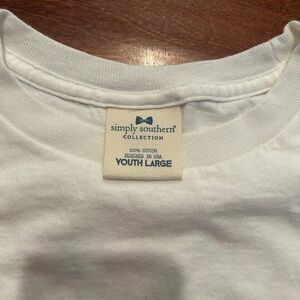 simply southern®
COLLECTION
100% COTTON
DESIGNED IN USA
YOUTH LARGE